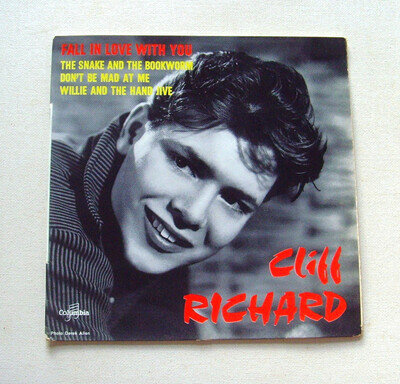 FALL IN LOVE WITH YOU
THE SNAKE AND THE BOOKWORM
DON'T BE MAD AT ME
WILLIE AND THE HAND JIVE
Cliff
RICHARD
Columbia
Photo Derek Allen